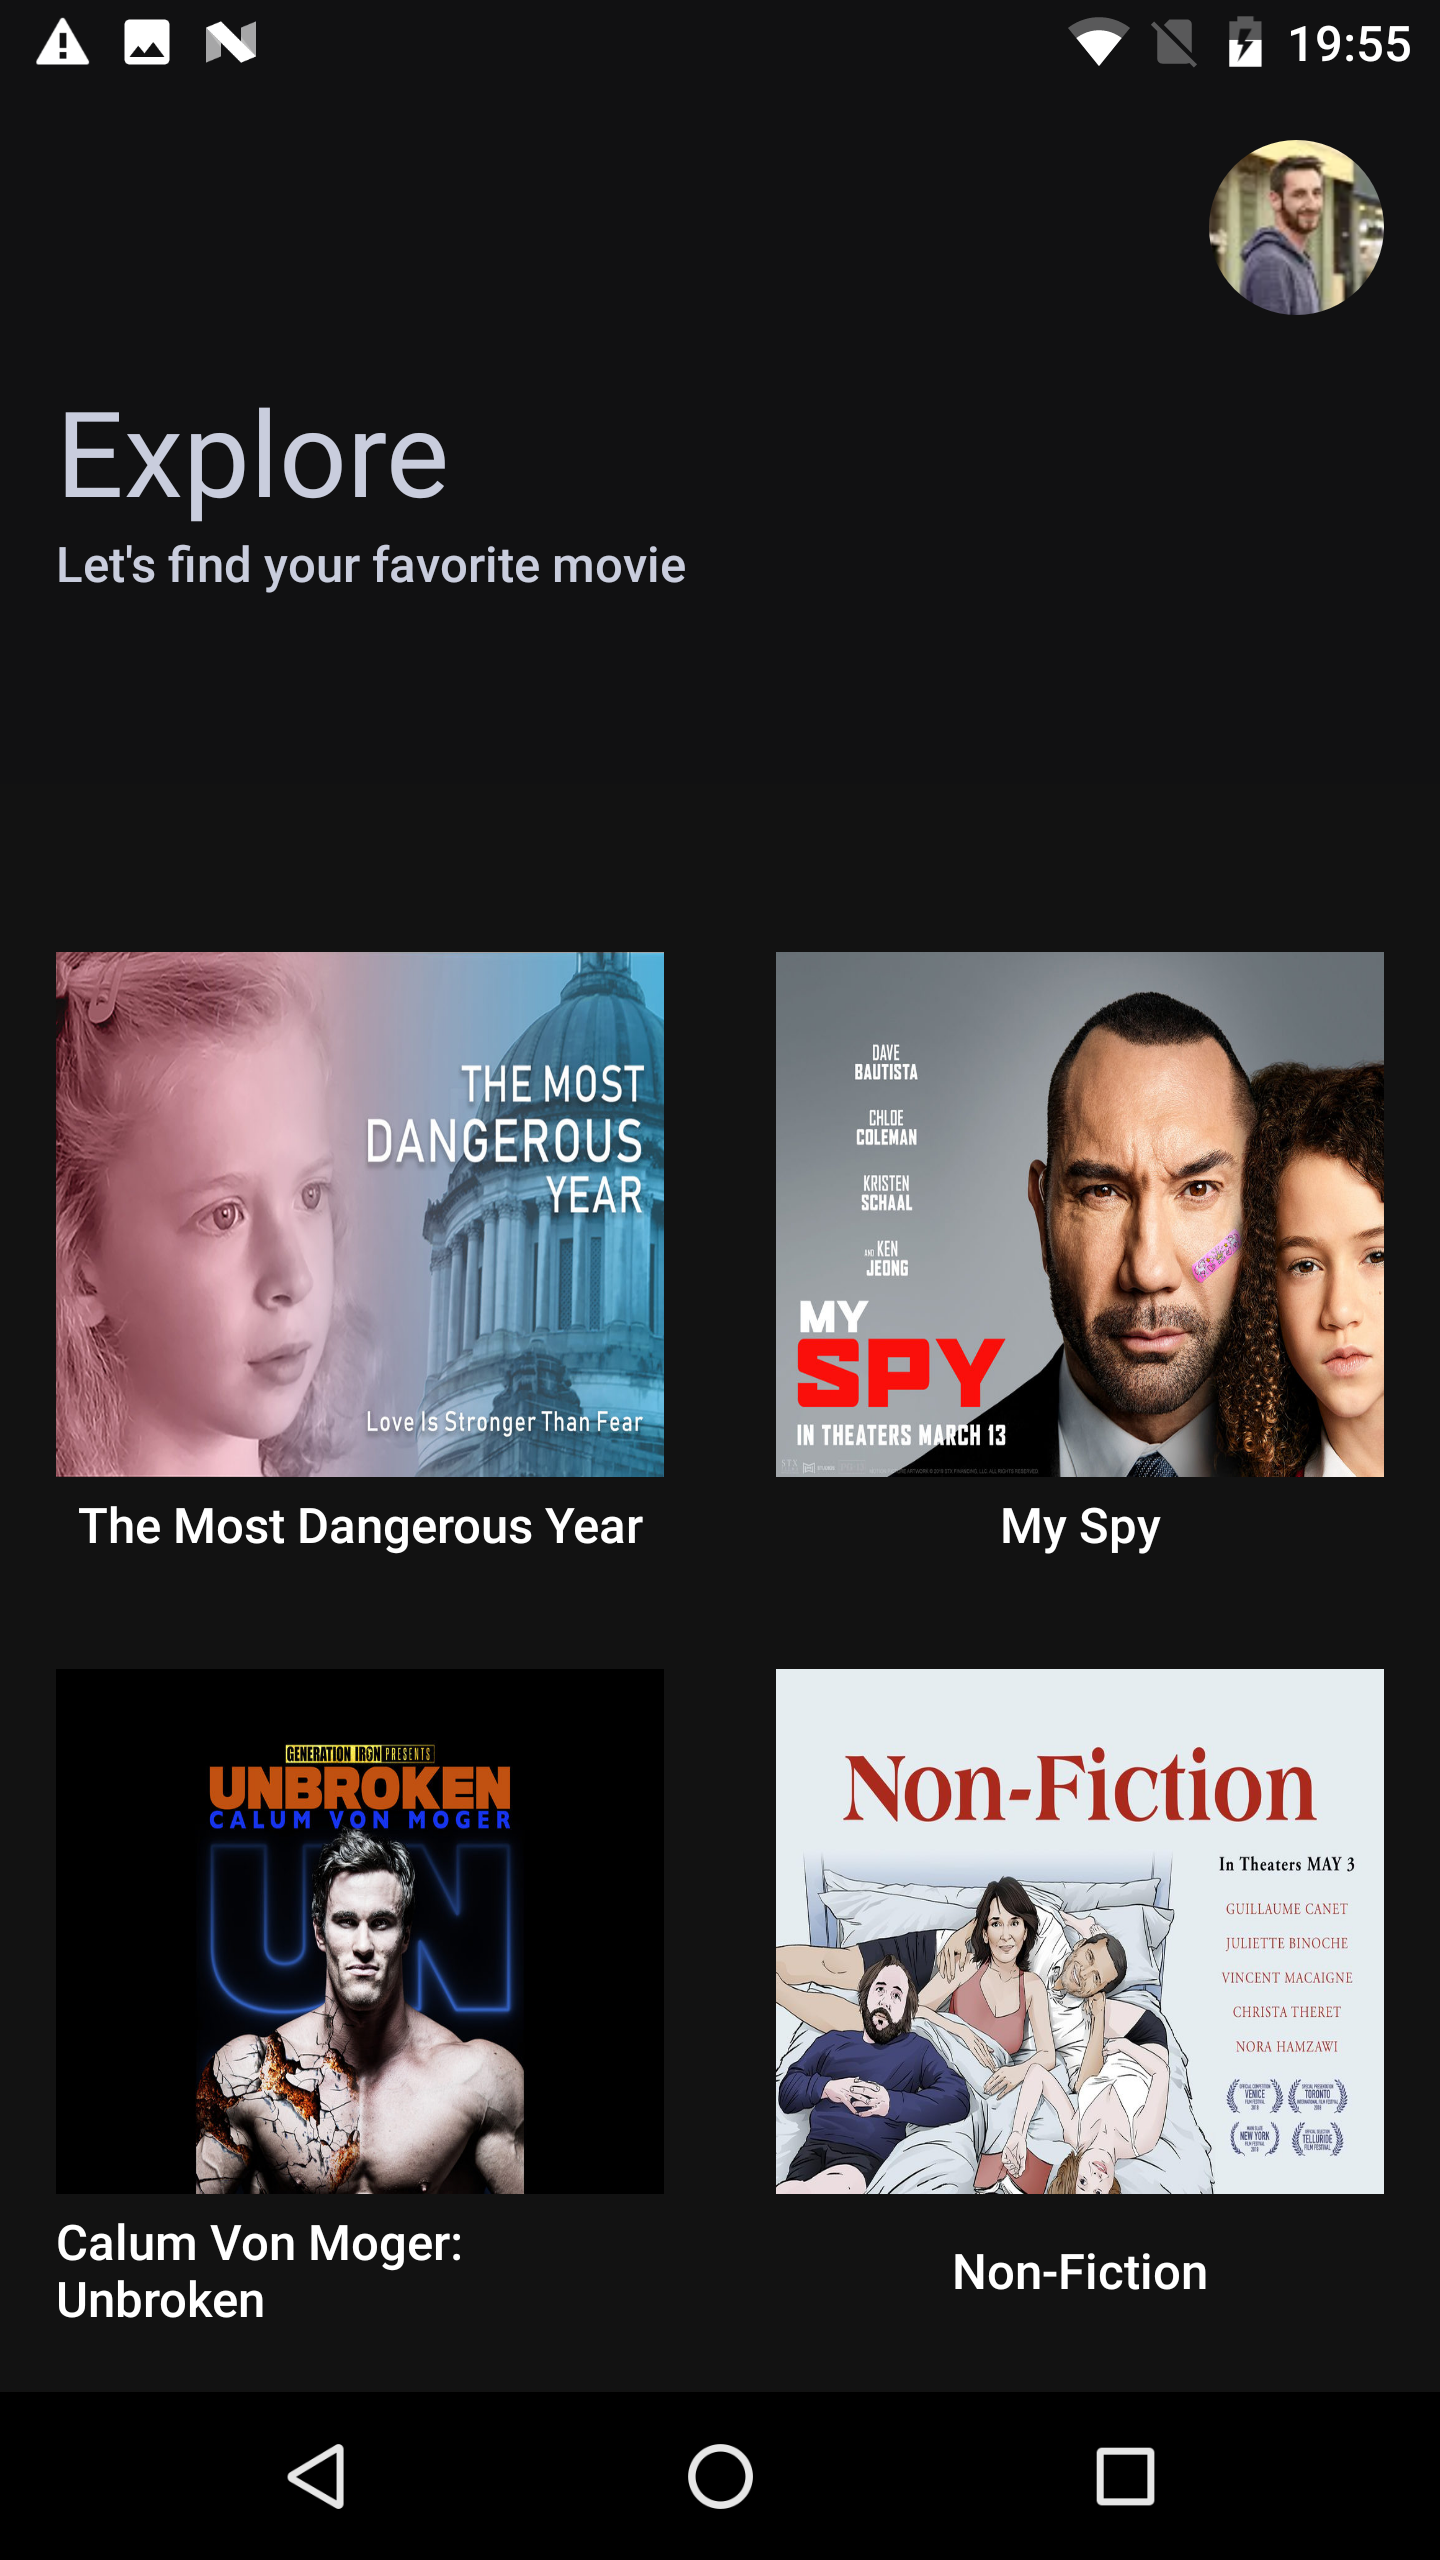 19:55
Explore
Let's find your favorite movie
THE MOST
DANGEROUS
YEAR
Love Is Stronger Than Fear
The Most Dangerous Year
DAVE
BAUTISTA
CHLOE
COLEMAN
KRISTEN
SCHAAL
AND KEN
JEONG
MY
SPY
IN THEATERS MARCH 13
My Spy
GENERATION IRON PRESENTS
UNBROKEN
CALUM VON MOGER
UN
Calum Von Moger:
Unbroken
Non-Fiction
In Theaters MAY 3
GUILLAUME CANET
JULIETTE BINOCHE
VINCENT MACAIGNE
CHRISTA THERET
NORA HAMZAWI
VENICE
TORONTO
NEW YORK
TELLURIDE
Non-Fiction